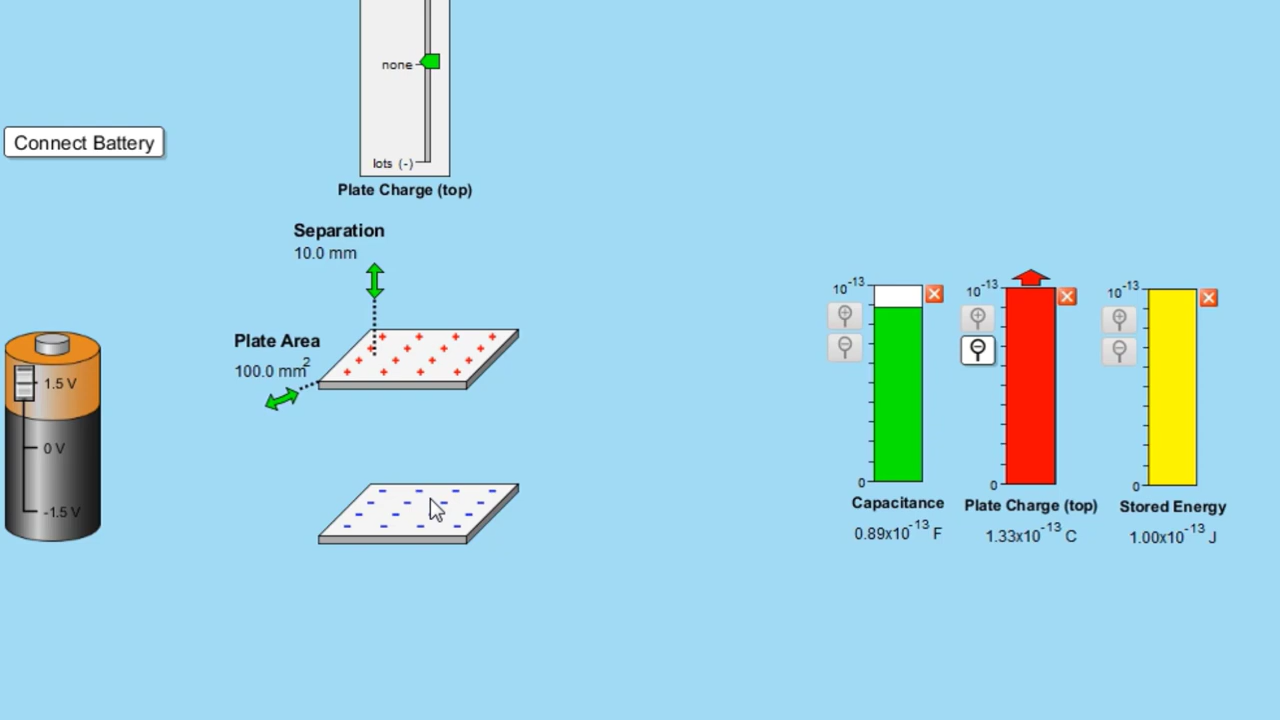 none
lots (-)
Connect Battery
Plate Charge (top)
Separation
10.0 mm
Plate Area
100.0 mm²
1.5 V
0 V
-1.5 V
10⁻¹³
0
Capacitance
0.89x10⁻¹³ F
10⁻¹³
0
Plate Charge (top)
1.33x10⁻¹³ C
10⁻¹³
0
Stored Energy
1.00x10⁻¹³ J